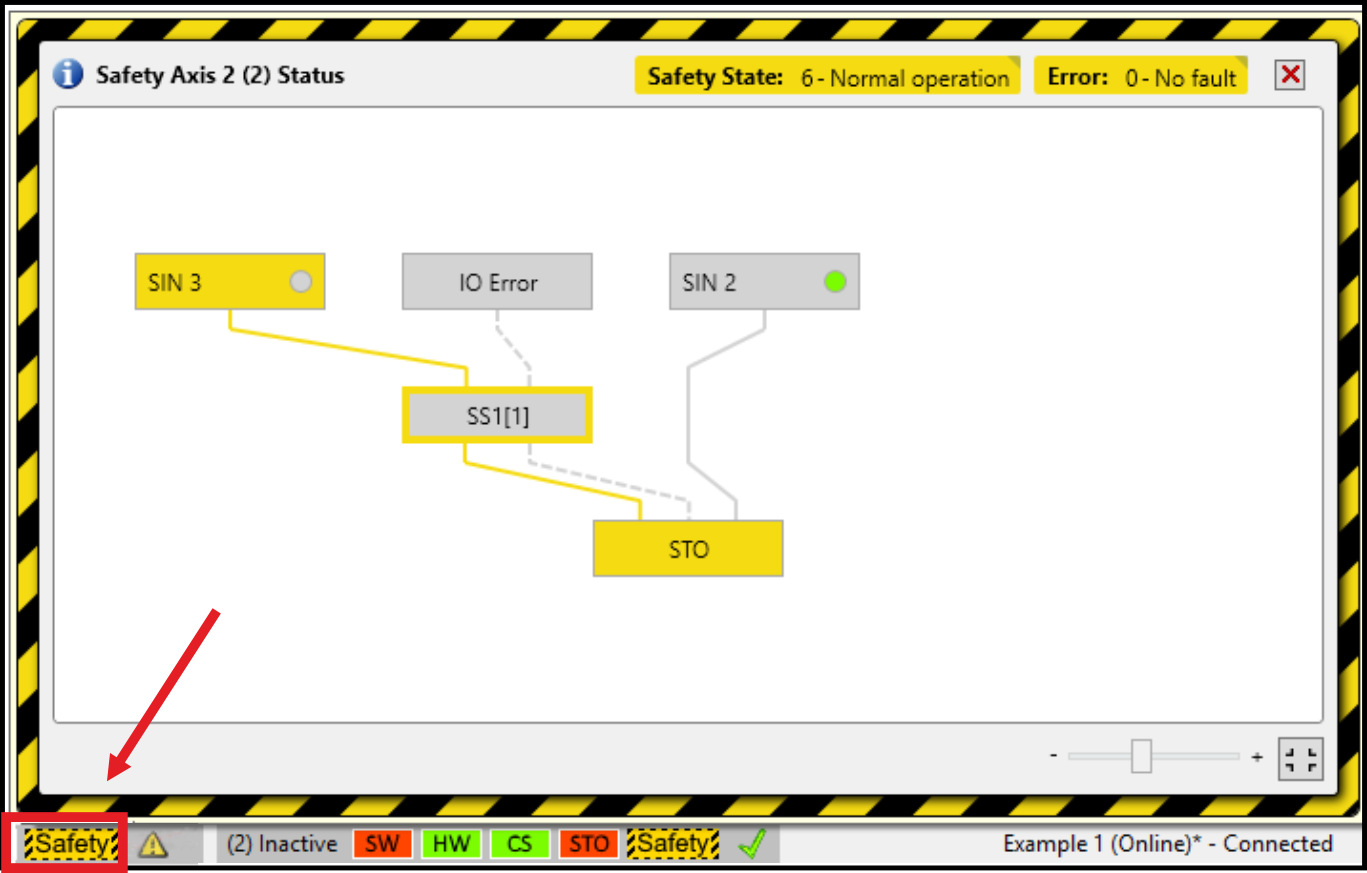 Safety Axis 2 (2) Status
Safety State: 6 - Normal operation
Error: 0 - No fault
SIN 3
IO Error
SIN 2
SS1[1]
STO
- +
Safety
(2) Inactive SW HW CS STO Safety
Example 1 (Online)* - Connected